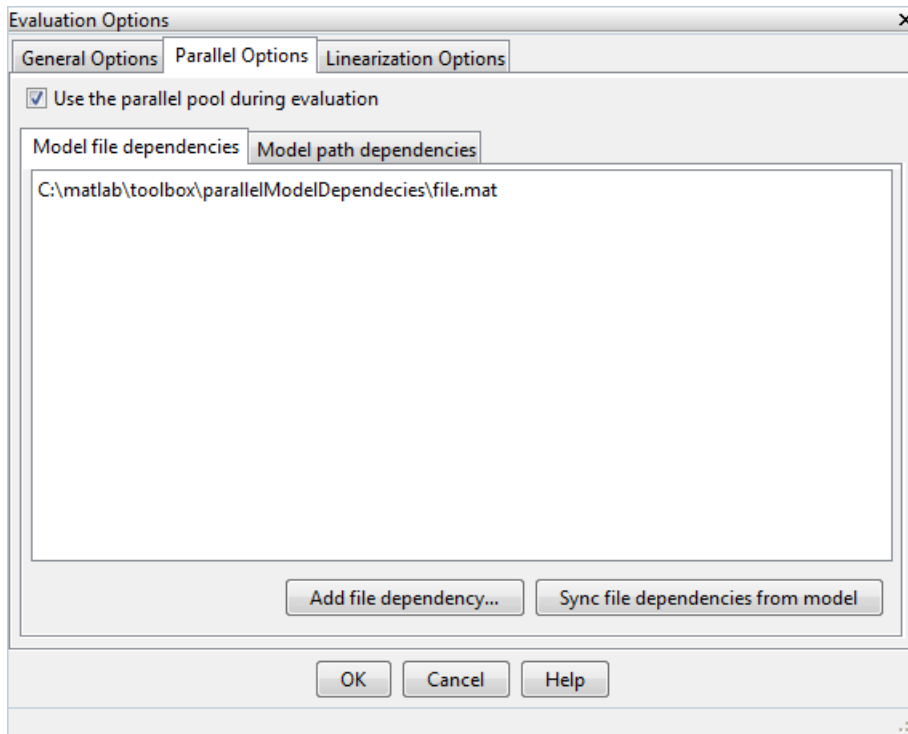 Evaluation Options
General Options Parallel Options Linearization Options
Use the parallel pool during evaluation
Model file dependencies Model path dependencies
C:\matlab\toolbox\parallelModelDependecies\file.mat
Add file dependency... Sync file dependencies from model
OK Cancel Help